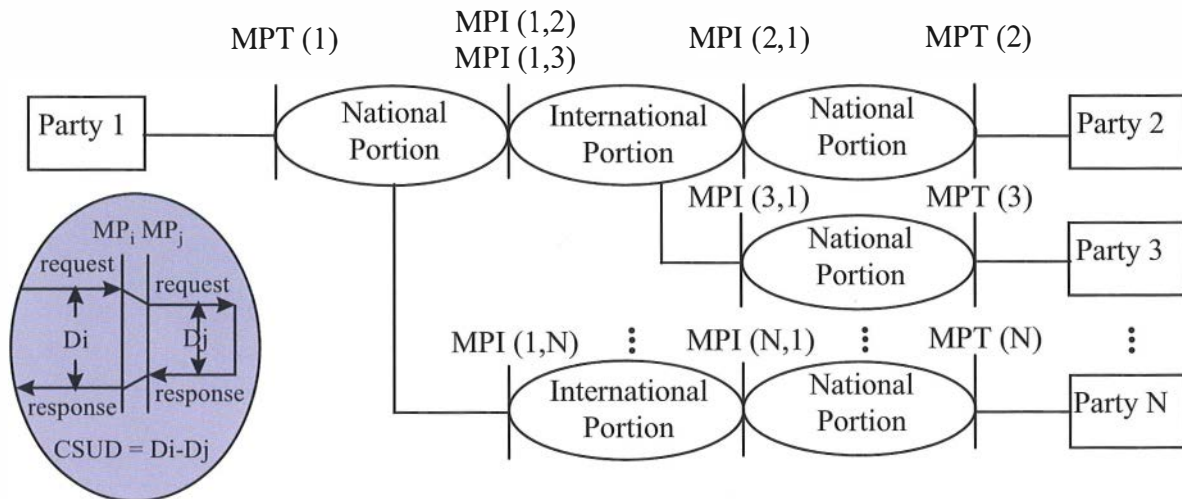 MPT (1)
MPI (1,2)
MPI (1,3)
MPI (2,1)
MPT (2)
Party 1
National
Portion
International
Portion
National
Portion
Party 2
MPI (3,1)
MPT (3)
National
Portion
Party 3
MPI (1,N)
⋮
MPI (N,1)
⋮
MPT (N)
⋮
International
Portion
National
Portion
Party N
MPi MPj
request
request
Di
Dj
response
response
CSUD = Di-Dj